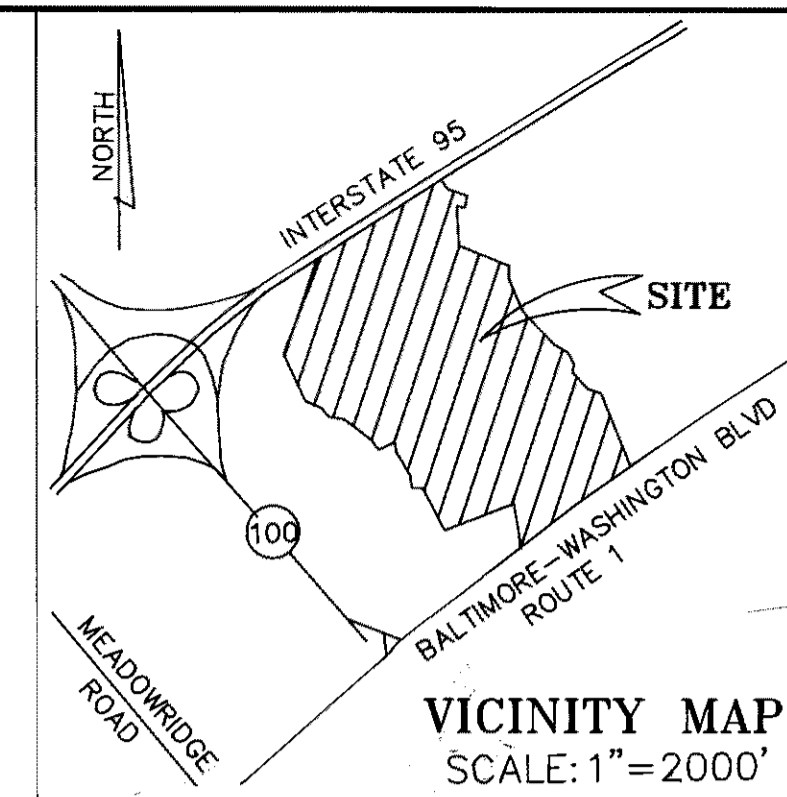 NORTH
INTERSTATE 95
SITE
100
BALTIMORE-WASHINGTON BLVD
ROUTE 1
MEADOWRIDGE
ROAD
VICINITY MAP
SCALE: 1"=2000'